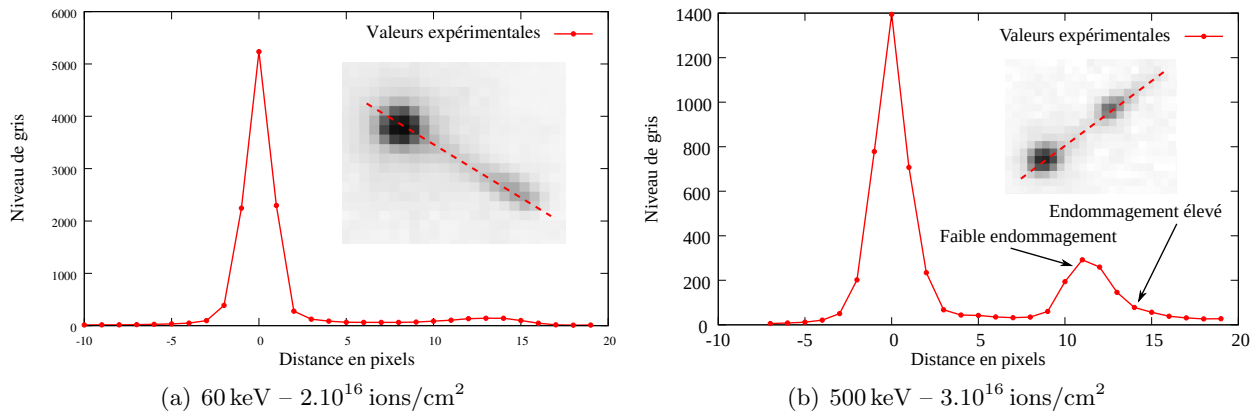 6000
5000
4000
3000
2000
1000
0
-10 -5 0 5 10 15 20
Niveau de gris
Distance en pixels
Valeurs expérimentales
(a) 60 keV – 2.10^16 ions/cm^2
1400
1200
1000
800
600
400
200
0
-10 -5 0 5 10 15 20
Niveau de gris
Distance en pixels
Valeurs expérimentales
Endommagement élevé
Faible endommagement
(b) 500 keV – 3.10^16 ions/cm^2